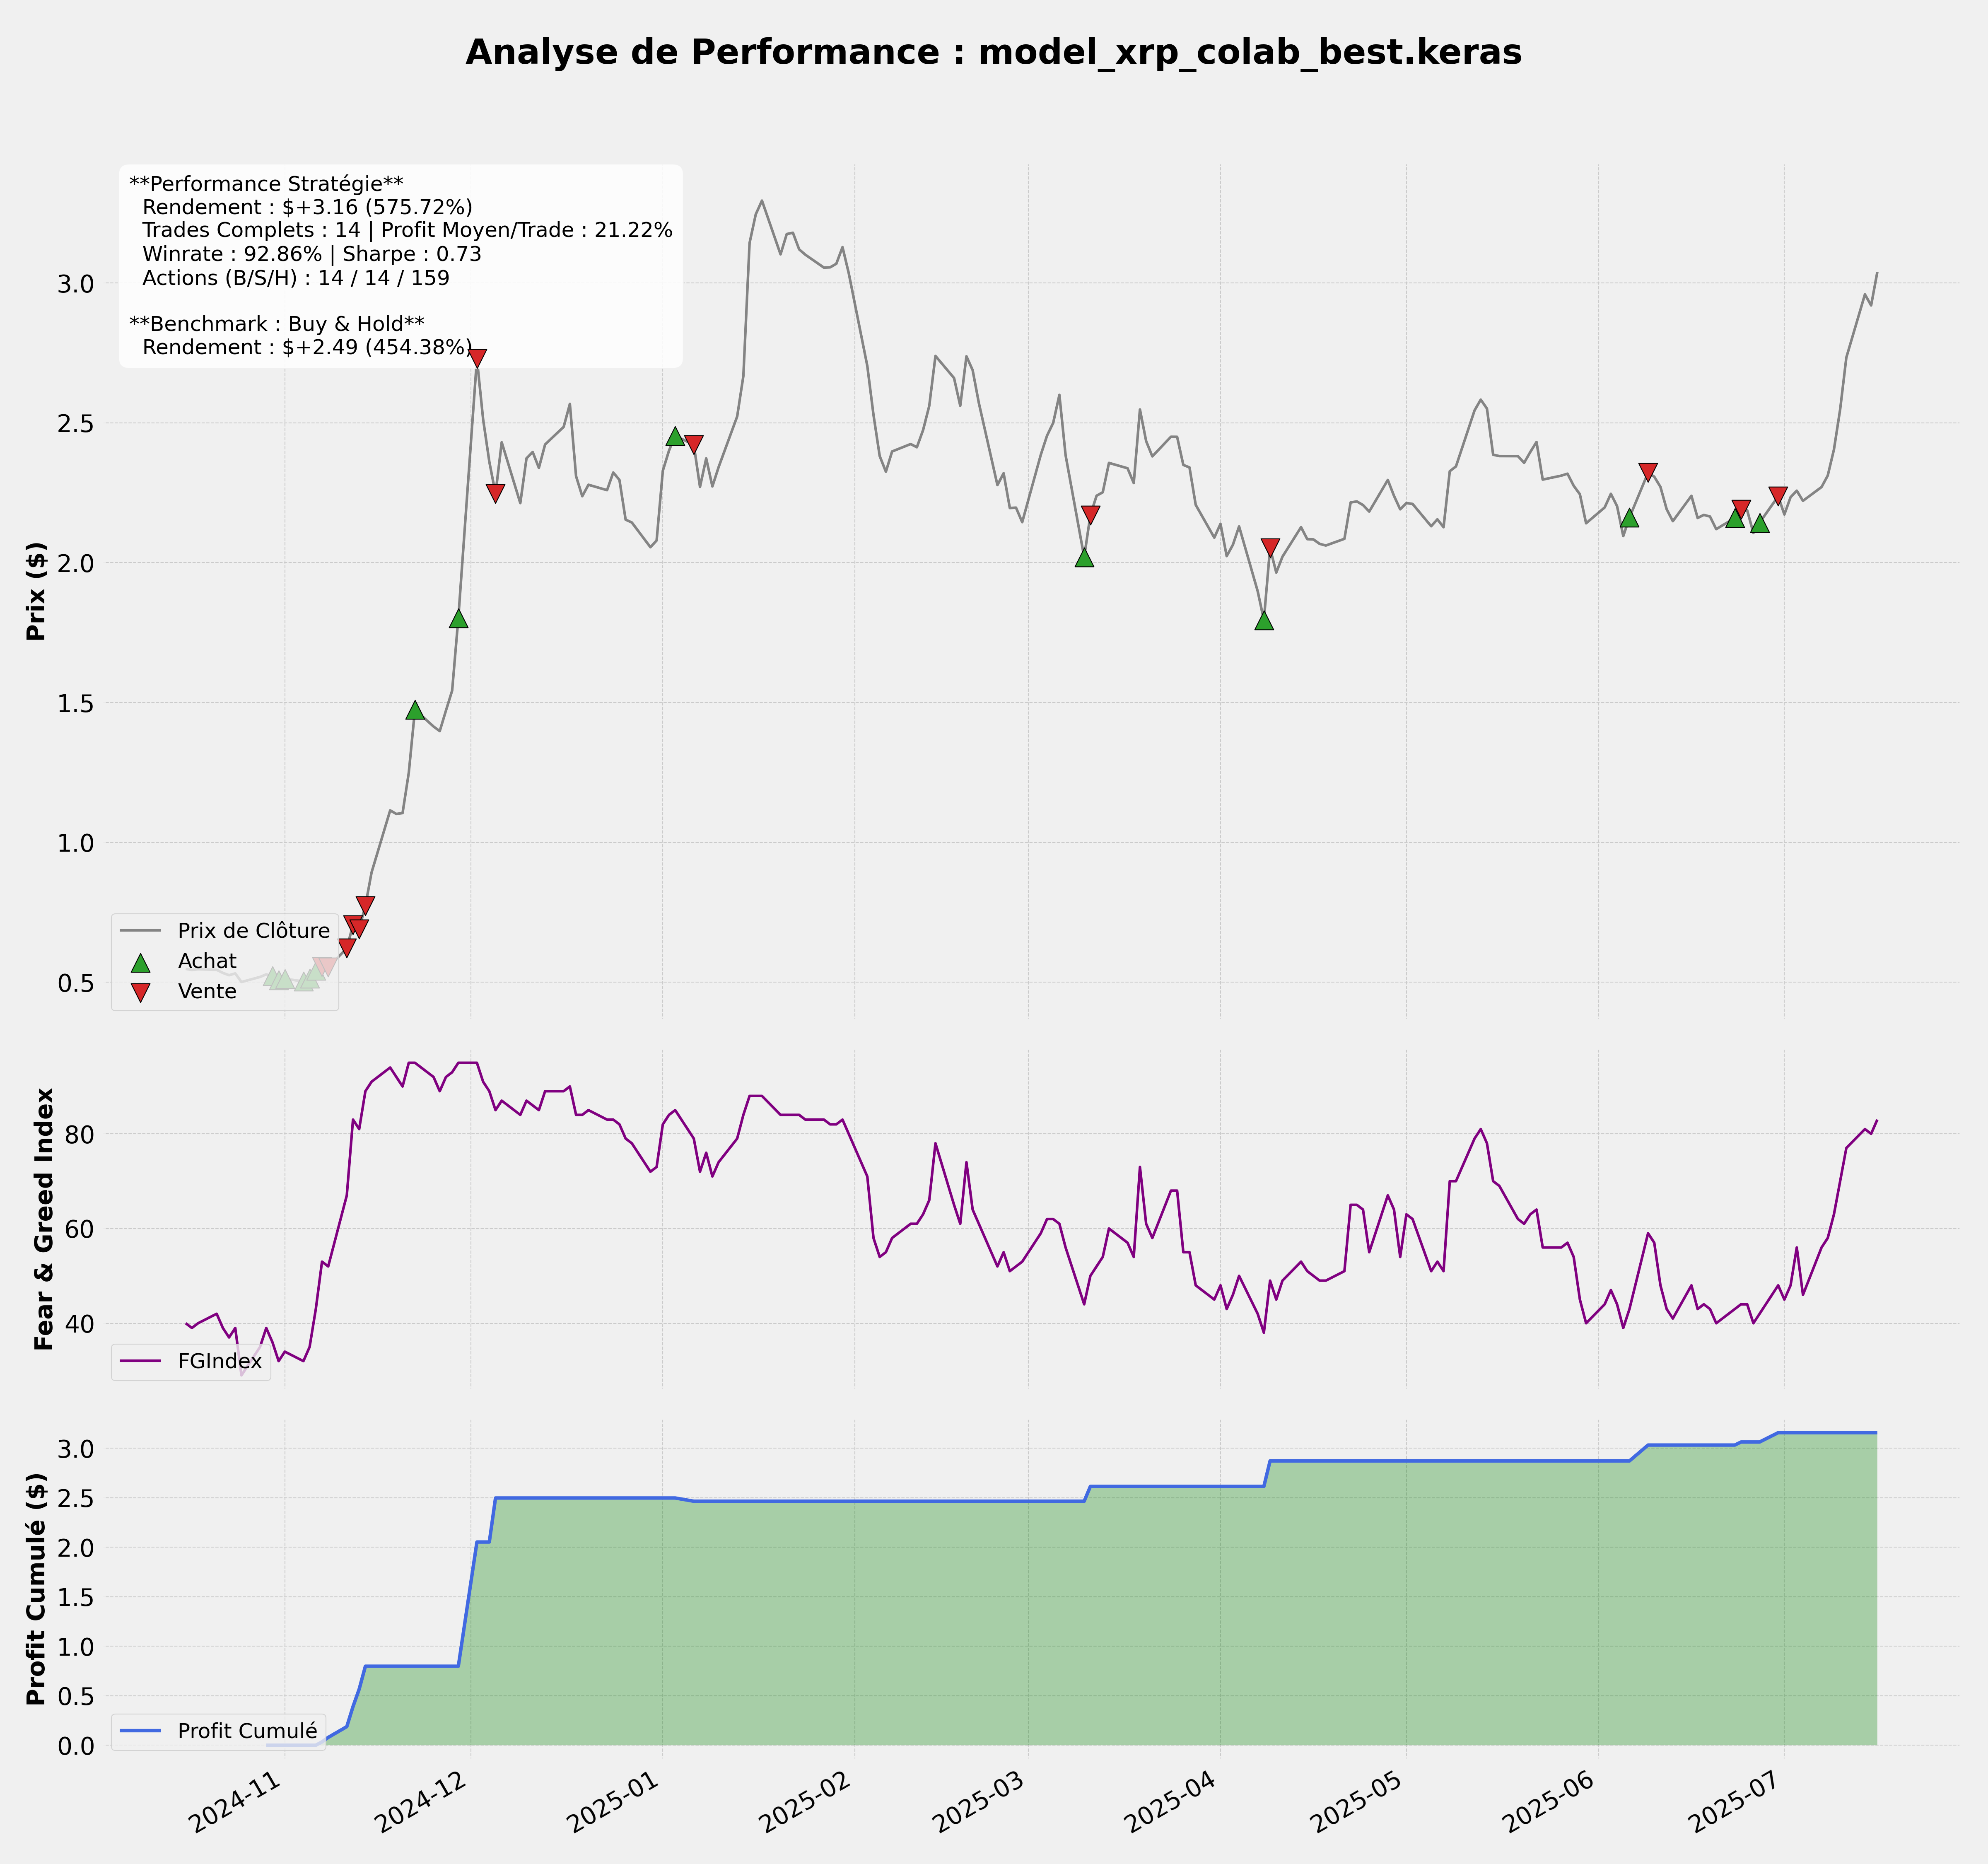 Analyse de Performance : model_xrp_colab_best.keras
**Performance Stratégie**
Rendement : $+3.16 (575.72%)
Trades Complets : 14 | Profit Moyen/Trade : 21.22%
Winrate : 92.86% | Sharpe : 0.73
Actions (B/S/H) : 14 / 14 / 159
**Benchmark : Buy & Hold**
Rendement : $+2.49 (454.38%)
Prix ($)
3.0
2.5
2.0
1.5
1.0
0.5
Prix de Clôture
Achat
Vente
Fear & Greed Index
80
60
40
FGIndex
Profit Cumulé ($)
3.0
2.5
2.0
1.5
1.0
0.5
0.0
Profit Cumulé
2024-11
2024-12
2025-01
2025-02
2025-03
2025-04
2025-05
2025-06
2025-07